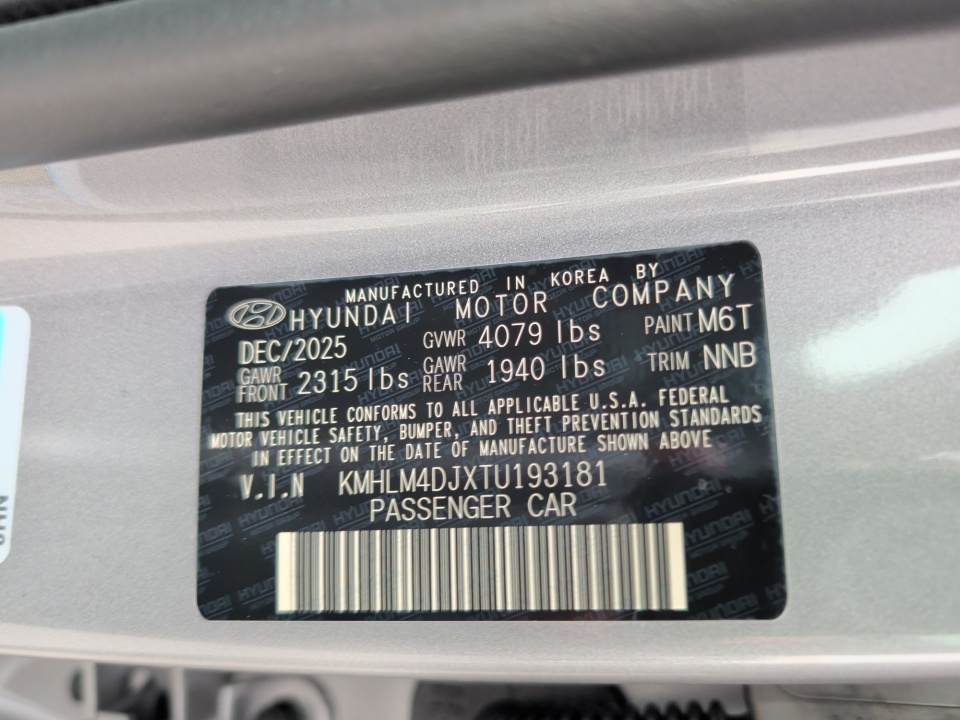 MANUFACTURED IN KOREA BY
HYUNDAI MOTOR COMPANY
DEC/2025 GVWR 4079 lbs PAINT M6T
GAWR FRONT 2315 lbs GAWR REAR 1940 lbs TRIM NNB
THIS VEHICLE CONFORMS TO ALL APPLICABLE U.S.A. FEDERAL
MOTOR VEHICLE SAFETY, BUMPER, AND THEFT PREVENTION STANDARDS
IN EFFECT ON THE DATE OF MANUFACTURE SHOWN ABOVE
V.I.N KMHLM4DJXTU193181
PASSENGER CAR